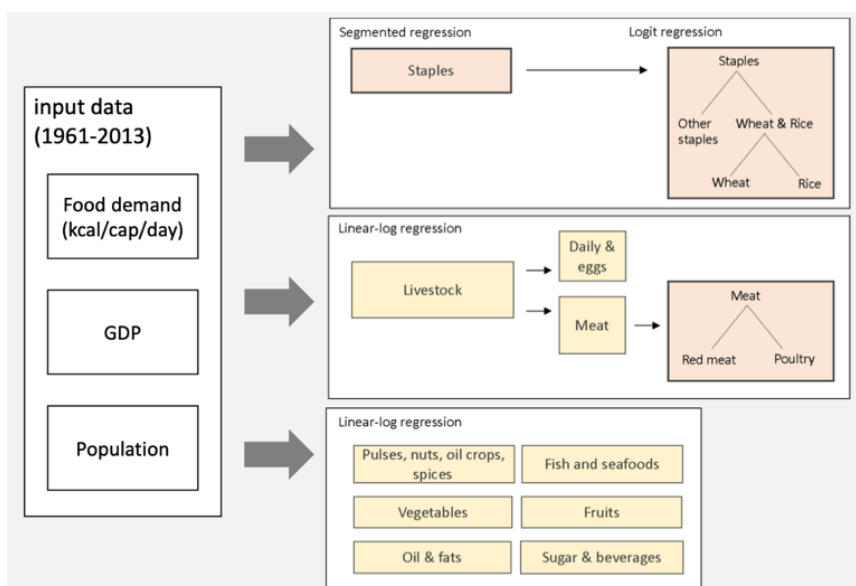 input data
(1961-2013)
Food demand
(kcal/cap/day)
GDP
Population
Segmented regression
Logit regression
Staples
Staples
Other
staples
Wheat & Rice
Wheat
Rice
Linear-log regression
Livestock
Daily &
eggs
Meat
Meat
Red meat
Poultry
Linear-log regression
Pulses, nuts, oil crops,
spices
Fish and seafoods
Vegetables
Fruits
Oil & fats
Sugar & beverages